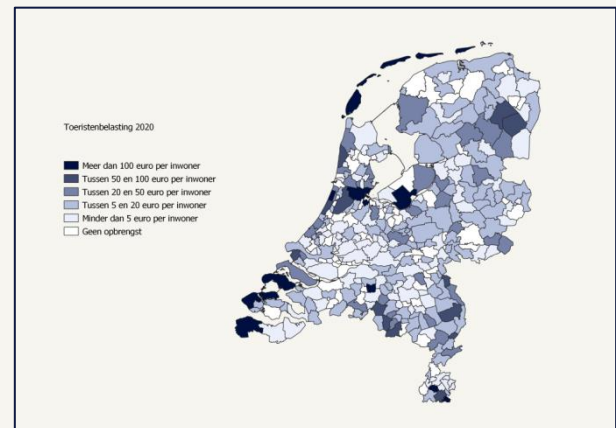 Toeristenbelasting 2020
Meer dan 100 euro per inwoner
Tussen 50 en 100 euro per inwoner
Tussen 20 en 50 euro per inwoner
Tussen 5 en 20 euro per inwoner
Minder dan 5 euro per inwoner
Geen opbrengst